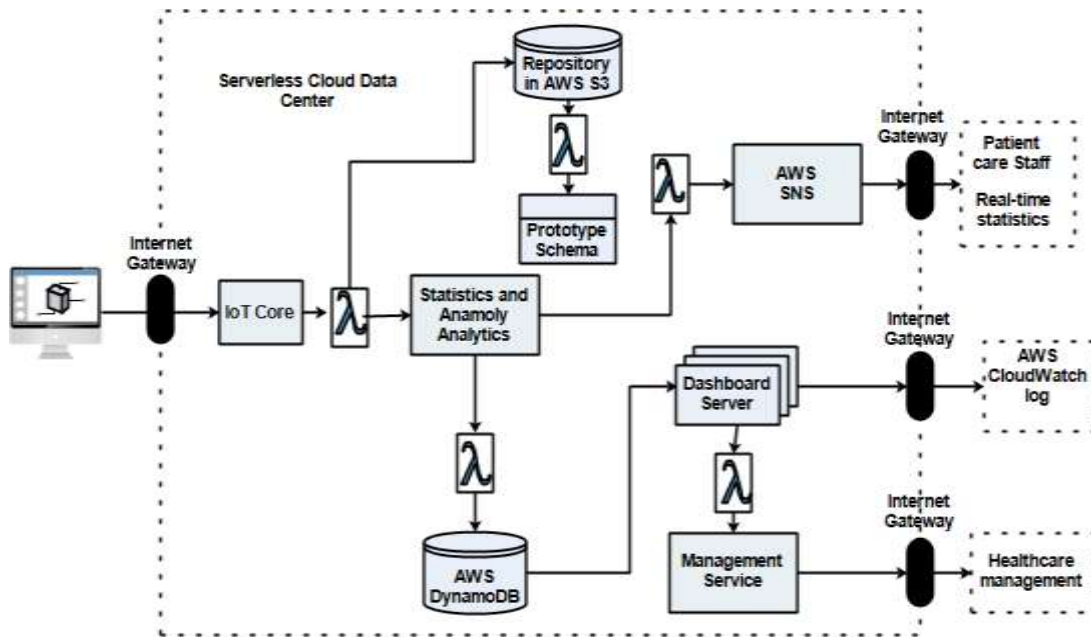 Serverless Cloud Data
Center
Repository
in AWS S3
λ
Prototype
Schema
Internet
Gateway
IoT Core
λ
Statistics and
Anamoly
Analytics
λ
AWS
SNS
Internet
Gateway
Patient
care Staff
Real-time
statistics
λ
AWS
DynamoDB
Dashboard
Server
Internet
Gateway
AWS
CloudWatch
log
λ
Management
Service
Internet
Gateway
Healthcare
management